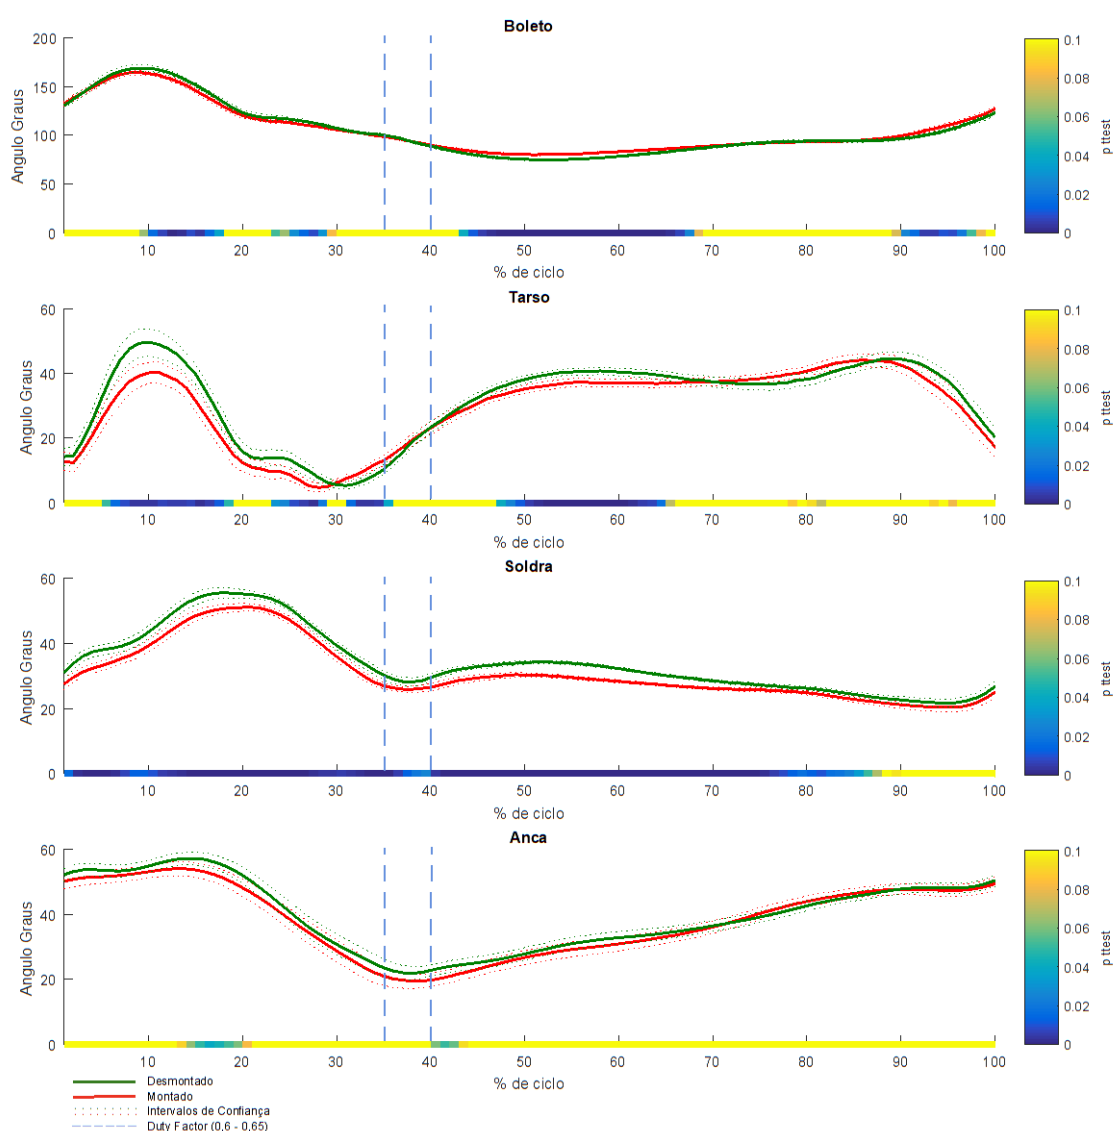 Boleto
200
150
100
50
0
Angulo Graus
10 20 30 40 50 60 70 80 90 100
% de ciclo
0.1
0.08
0.06
0.04
0.02
0
p ttest
Tarso
60
40
20
0
Angulo Graus
10 20 30 40 50 60 70 80 90 100
% de ciclo
0.1
0.08
0.06
0.04
0.02
0
p ttest
Soldra
60
40
20
0
Angulo Graus
10 20 30 40 50 60 70 80 90 100
% de ciclo
0.1
0.08
0.06
0.04
0.02
0
p ttest
Anca
60
40
20
0
Angulo Graus
10 20 30 40 50 60 70 80 90 100
% de ciclo
0.1
0.08
0.06
0.04
0.02
0
p ttest
Desmontado
Montado
Intervalos de Confiança
Duty Factor (0,6 - 0,65)